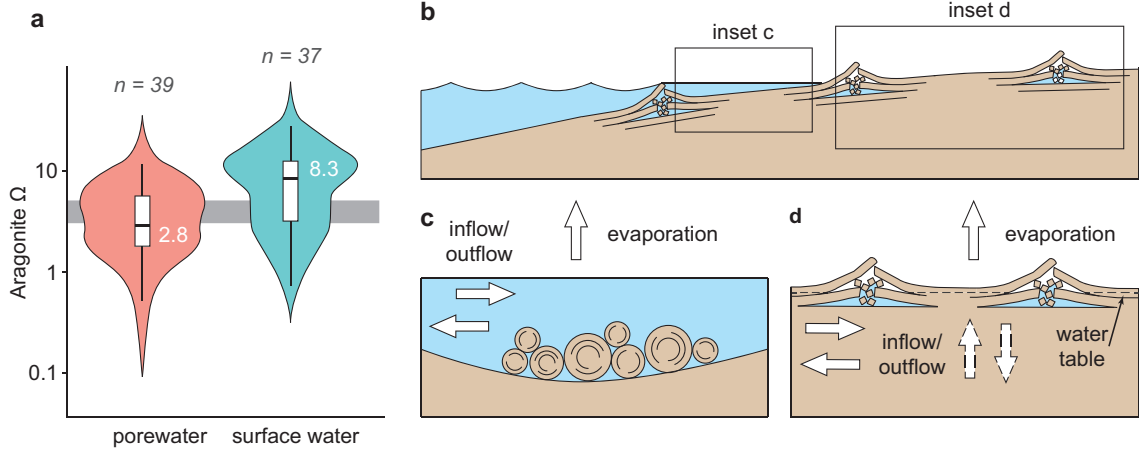 a
n = 39
n = 37
10
1
0.1
Aragonite Ω
2.8
8.3
porewater
surface water
b
inset c
inset d
c
inflow/
outflow
evaporation
d
evaporation
inflow/
outflow
water
table